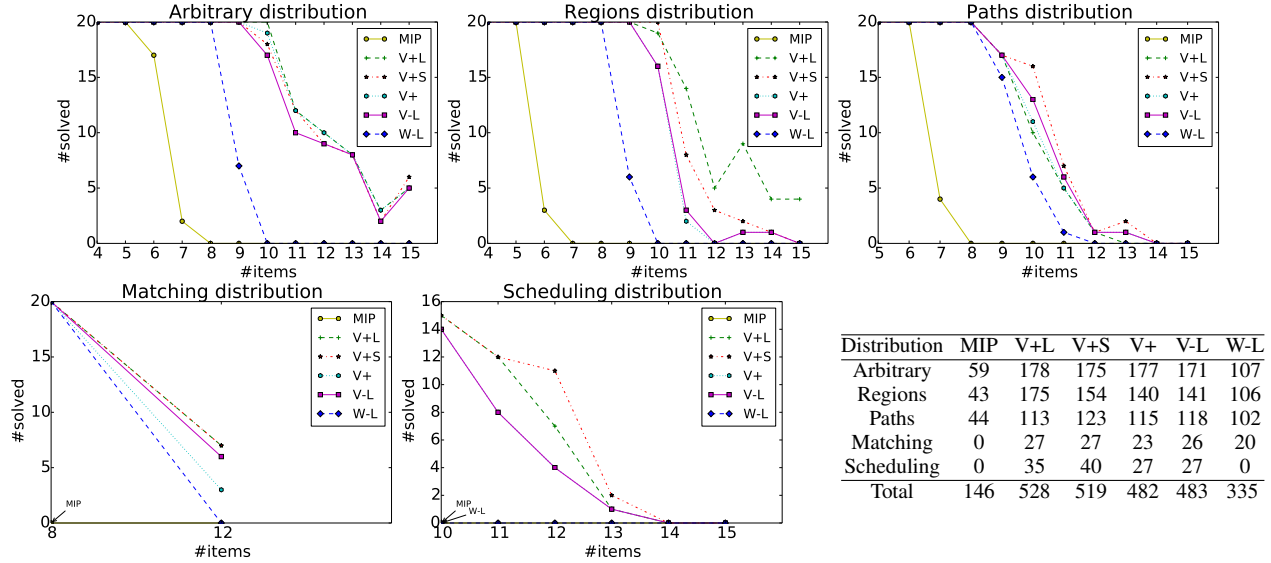 Arbitrary distribution
#solved
20
15
10
5
0
4 5 6 7 8 9 10 11 12 13 14 15
#items
MIP
V+L
V+S
V+
V-L
W-L
Regions distribution
#solved
20
15
10
5
0
4 5 6 7 8 9 10 11 12 13 14 15
#items
MIP
V+L
V+S
V+
V-L
W-L
Paths distribution
#solved
20
15
10
5
0
5 6 7 8 9 10 11 12 13 14 15
#items
MIP
V+L
V+S
V+
V-L
W-L
Matching distribution
#solved
20
15
10
5
0
8 12
#items
MIP
MIP
V+L
V+S
V+
V-L
W-L
Scheduling distribution
#solved
16
14
12
10
8
6
4
2
0
10 11 12 13 14 15
#items
MIP
W-L
MIP
V+L
V+S
V+
V-L
W-L
Distribution MIP V+L V+S V+ V-L W-L
Arbitrary 59 178 175 177 171 107
Regions 43 175 154 140 141 106
Paths 44 113 123 115 118 102
Matching 0 27 27 23 26 20
Scheduling 0 35 40 27 27 0
Total 146 528 519 482 483 335